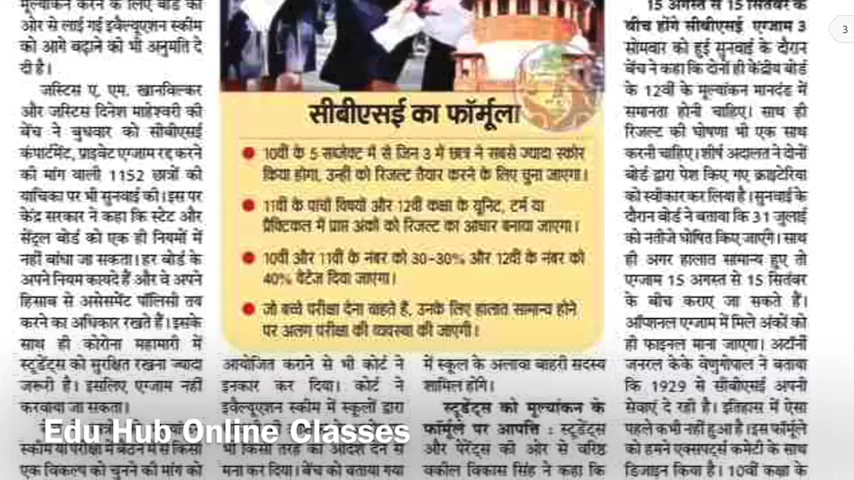 मूल्यांकन करने के लिए बोर्ड की
ओर से लाई गई इवैल्यूएशन स्कीम
को आगे बढ़ाने की भी अनुमति दे
दी है।
जस्टिस ए. एम. खानविल्कर
और जस्टिस दिनेश माहेश्वरी की
बेंच ने बुधवार को सीबीएसई
कंपार्टमेंट, प्राइवेट एग्जाम रद्द करने
की मांग वाली 1152 छात्रों की
याचिका पर भी सुनवाई की। इस पर
केंद्र सरकार ने कहा कि स्टेट और
सेंट्रल बोर्ड को एक ही नियमों में
नहीं बांधा जा सकता। हर बोर्ड के
अपने नियम कायदे हैं और वे अपने
हिसाब से असेसमेंट पॉलिसी तय
करने का अधिकार रखते हैं। इसके
साथ ही कोरोना महामारी में
स्टूडेंट्स को सुरक्षित रखना ज्यादा
जरूरी है। इसलिए एग्जाम नहीं
करवाया जा सकता।
स्कीम या परीक्षा में बैठने में से किसी
एक विकल्प को चुनने की मांग को
सीबीएसई का फॉर्मूला
10वीं के 5 सब्जेक्ट में से जिन 3 में छात्र ने सबसे ज्यादा स्कोर
किया होगा, उन्हीं को रिजल्ट तैयार करने के लिए चुना जाएगा।
11वीं के पांचों विषयों और 12वीं कक्षा के यूनिट, टर्म या
प्रैक्टिकल में प्राप्त अंकों को रिजल्ट का आधार बनाया जाएगा।
10वीं और 11वीं के नंबर को 30-30% और 12वीं के नंबर को
40% वेटेज दिया जाएगा।
जो बच्चे परीक्षा देना चाहते हैं, उनके लिए हालात सामान्य होने
पर अलग परीक्षा की व्यवस्था की जाएगी।
आयोजित कराने से भी कोर्ट ने
इनकार कर दिया। कोर्ट ने
इवैल्यूएशन स्कीम में स्कूलों द्वारा
भी किसी तरह का आदेश देने से
मना कर दिया। बेंच को बताया गया
में स्कूल के अलावा बाहरी सदस्य
शामिल होंगे।
स्टूडेंट्स को मूल्यांकन के
फॉर्मूले पर आपत्ति : स्टूडेंट्स
और पेरेंट्स की ओर से वरिष्ठ
वकील विकास सिंह ने कहा कि
15 अगस्त से 15 सितंबर के
बीच होंगे सीबीएसई एग्जाम 3
सोमवार को हुई सुनवाई के दौरान
बेंच ने कहा कि दोनों ही केंद्रीय बोर्ड
के 12वीं के मूल्यांकन मानदंड में
समानता होनी चाहिए। साथ ही
रिजल्ट की घोषणा भी एक साथ
करनी चाहिए। शीर्ष अदालत ने दोनों
बोर्ड द्वारा पेश किए गए क्राइटेरिया
को स्वीकार कर लिया है। सुनवाई के
दौरान बोर्ड ने बताया कि 31 जुलाई
को नतीजे घोषित किए जाएंगे। साथ
ही अगर हालात सामान्य हुए तो
एग्जाम 15 अगस्त से 15 सितंबर
के बीच कराए जा सकते हैं।
ऑप्शनल एग्जाम में मिले अंकों को
ही फाइनल माना जाएगा। अटॉर्नी
जनरल केके वेणुगोपाल ने बताया
कि 1929 से सीबीएसई अपनी
सेवाएं दे रही है। इतिहास में ऐसा
पहले कभी नहीं हुआ है। इस फॉर्मूले
को हमने एक्सपर्ट्स कमेटी के साथ
डिजाइन किया है। 10वीं कक्षा के
Edu Hub Online Classes
3